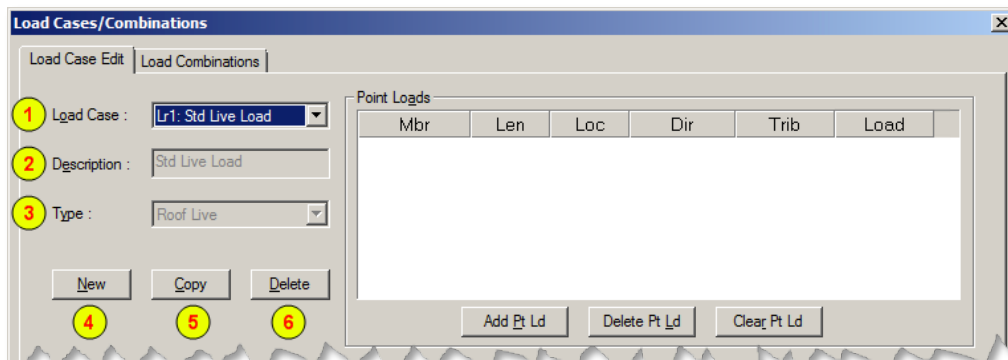 Load Cases/Combinations
Load Case Edit
Load Combinations
1 Load Case : Lr1: Std Live Load
2 Description : Std Live Load
3 Type : Roof Live
New Copy Delete
4 5 6
Point Loads
Mbr Len Loc Dir Trib Load
Add Pt Ld Delete Pt Ld Clear Pt Ld